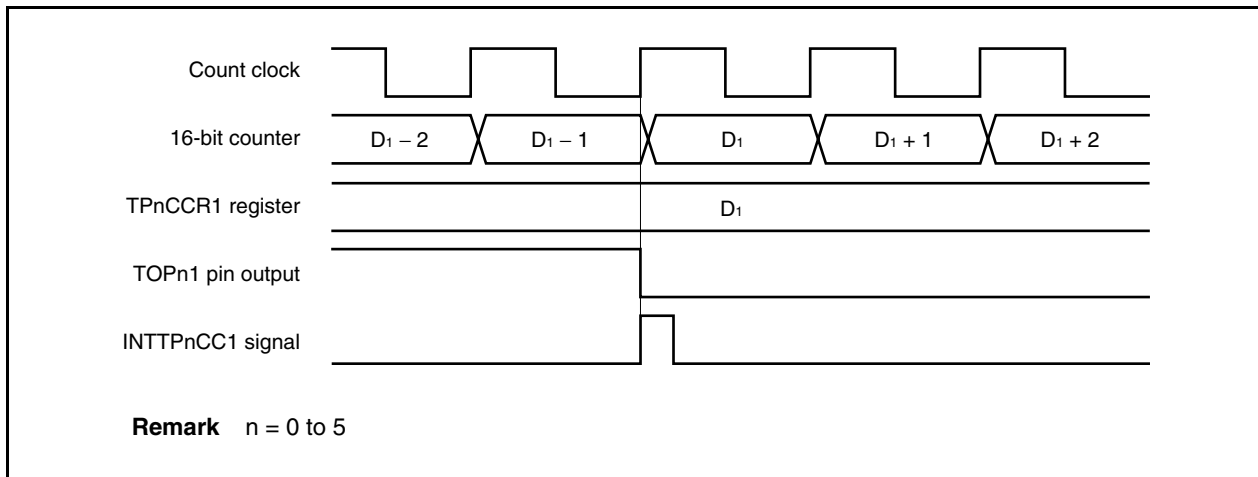 Count clock
16-bit counter
D₁ − 2 D₁ − 1 D₁ D₁ + 1 D₁ + 2
TPnCCR1 register
D₁
TOPn1 pin output
INTTPnCC1 signal
Remark n = 0 to 5